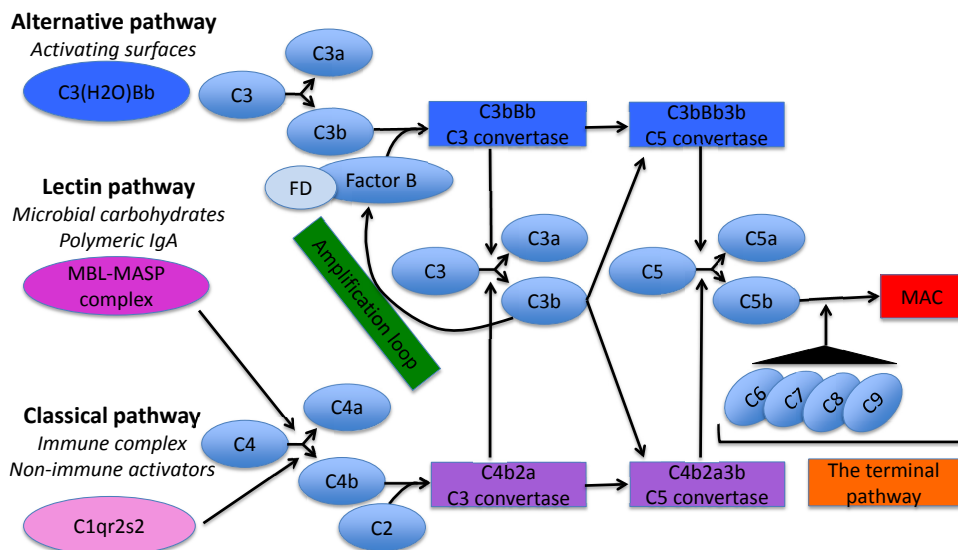 Alternative pathway
Activating surfaces
C3(H2O)Bb
C3
C3a
C3b
C3bBb
C3 convertase
C3bBb3b
C5 convertase
FD
Factor B
Lectin pathway
Microbial carbohydrates
Polymeric IgA
MBL-MASP
complex
Amplification loop
C3
C3a
C3b
C5
C5a
C5b
MAC
C6
C7
C8
C9
Classical pathway
Immune complex
Non-immune activators
C1qr2s2
C4
C4a
C4b
C2
C4b2a
C3 convertase
C4b2a3b
C5 convertase
The terminal
pathway